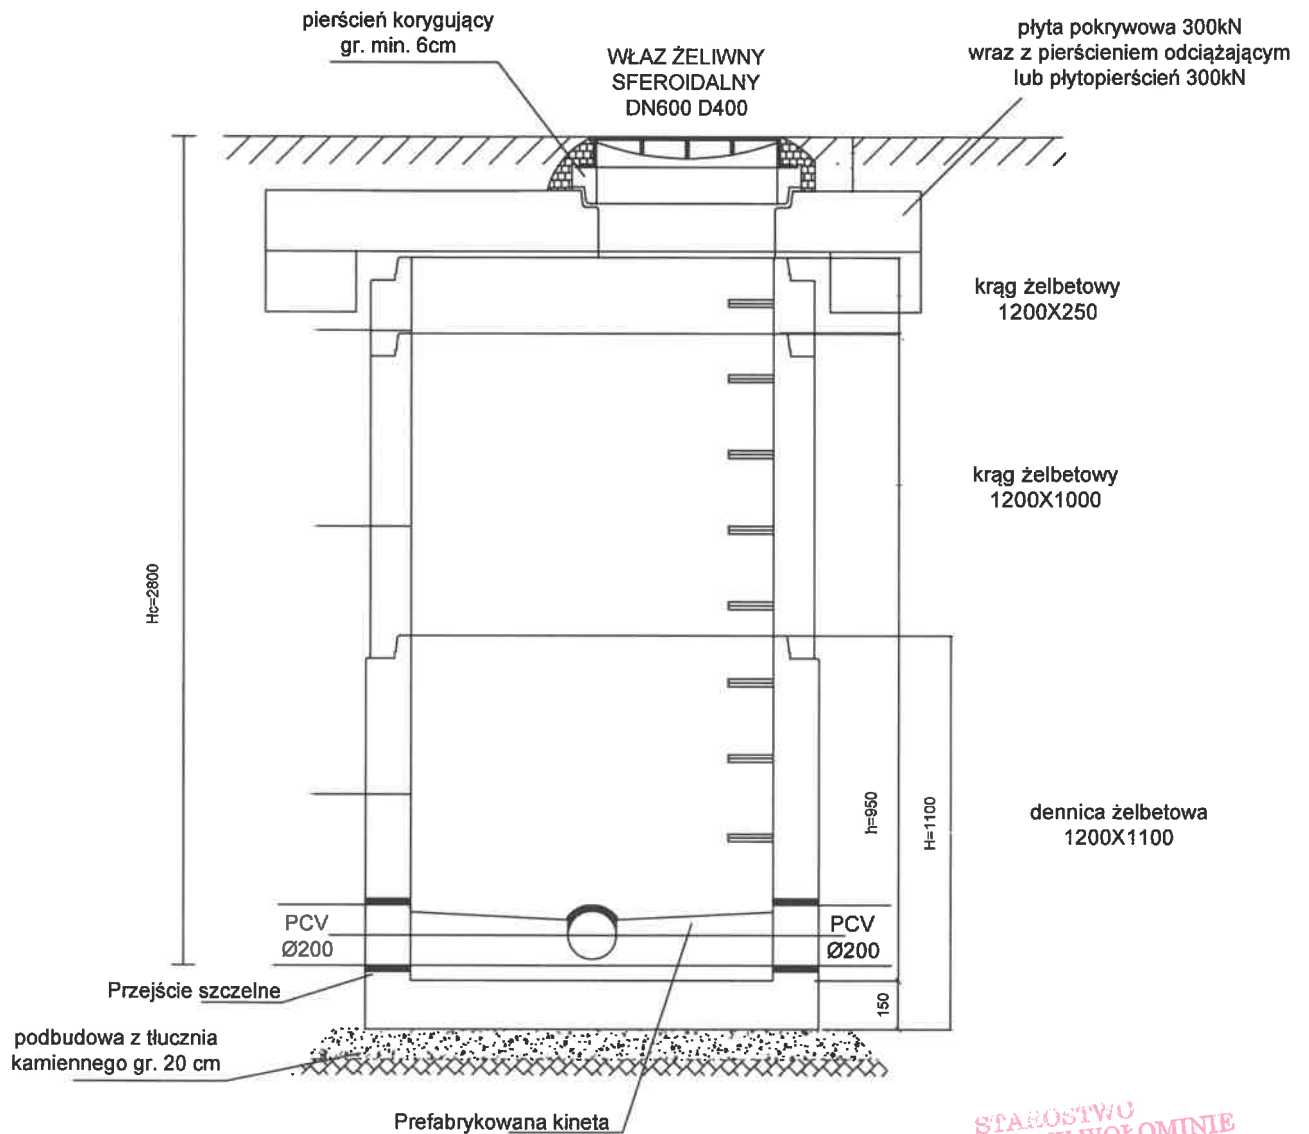 pierścień korygujący
gr. min. 6cm
WŁAZ ŻELIWNY
SFEROIDALNY
DN600 D400
płyta pokrywowa 300kN
wraz z pierścieniem odciążającym
lub płytopierścień 300kN
krąg żelbetowy
1200X250
krąg żelbetowy
1200X1000
Hc=2800
h=950
H=1100
dennica żelbetowa
1200X1100
PCV
Ø200
PCV
Ø200
Przejście szczelne
150
podbudowa z tłucznia
kamiennego gr. 20 cm
Prefabrykowana kineta
STAROSTWO
WOŁOMINIE